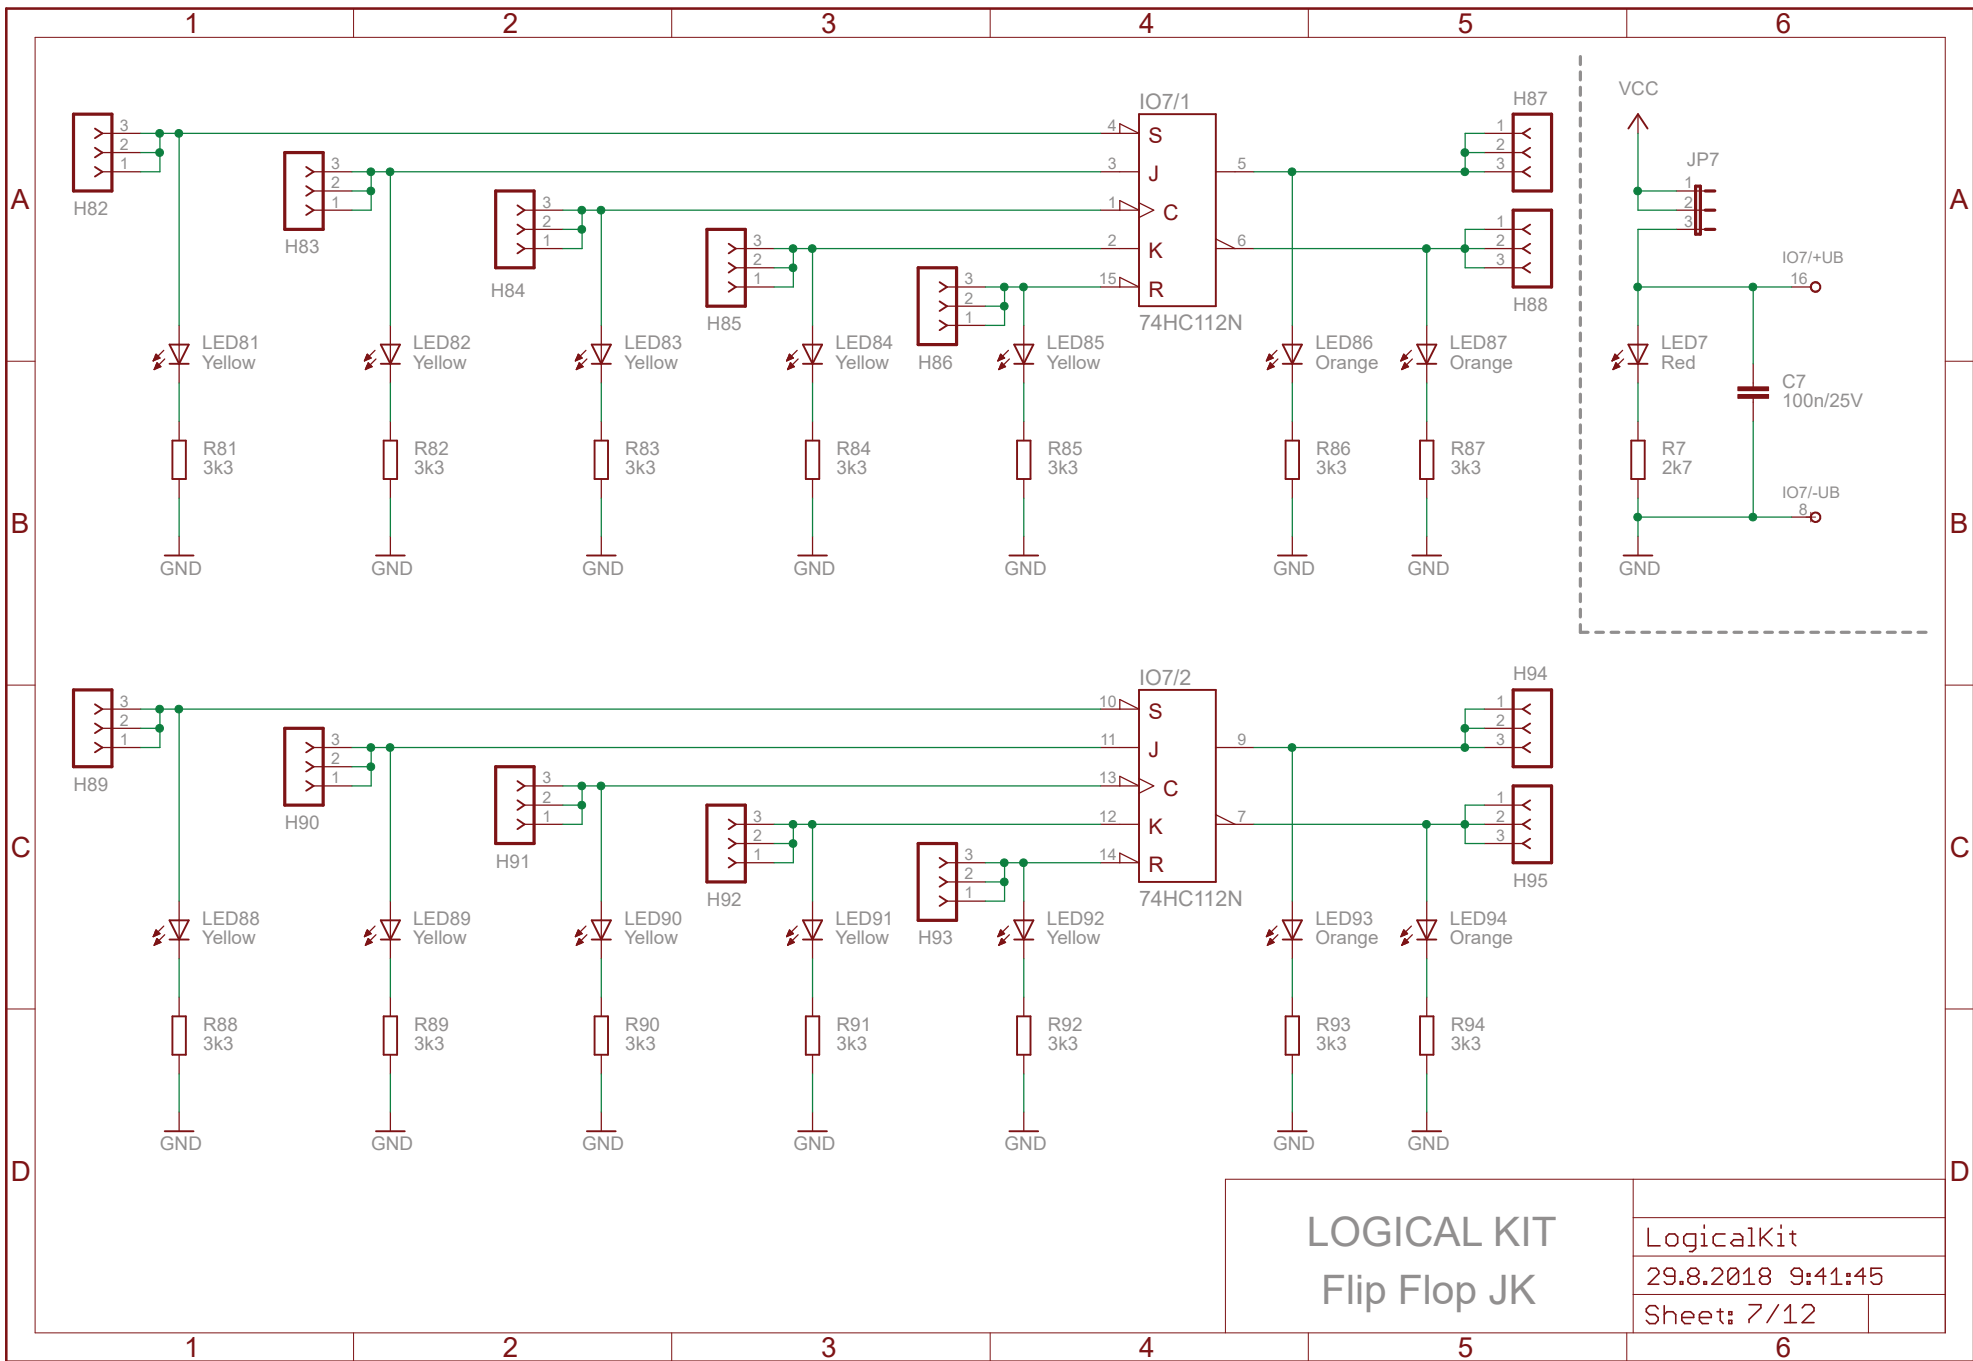 1 2 3 4 5 6
A A
B B
C C
D D
1 2 3 4 5 6
H82
3
2
1
H83
3
2
1
H84
3
2
1
H85
3
2
1
H86
3
2
1
IO7/1
4 S
3 J
1 C
2 K
15 R
5
6
74HC112N
H87
1
2
3
H88
1
2
3
LED81
Yellow
LED82
Yellow
LED83
Yellow
LED84
Yellow
LED85
Yellow
LED86
Orange
LED87
Orange
R81
3k3
R82
3k3
R83
3k3
R84
3k3
R85
3k3
R86
3k3
R87
3k3
GND GND GND GND GND GND GND
VCC
JP7
1
2
3
IO7/+UB
16
LED7
Red
C7
100n/25V
R7
2k7
IO7/-UB
8
GND
H89
3
2
1
H90
3
2
1
H91
3
2
1
H92
3
2
1
H93
3
2
1
IO7/2
10 S
11 J
13 C
12 K
14 R
9
7
74HC112N
H94
1
2
3
H95
1
2
3
LED88
Yellow
LED89
Yellow
LED90
Yellow
LED91
Yellow
LED92
Yellow
LED93
Orange
LED94
Orange
R88
3k3
R89
3k3
R90
3k3
R91
3k3
R92
3k3
R93
3k3
R94
3k3
GND GND GND GND GND GND GND
LOGICAL KIT
Flip Flop JK
LogicalKit
29.8.2018 9:41:45
Sheet: 7/12